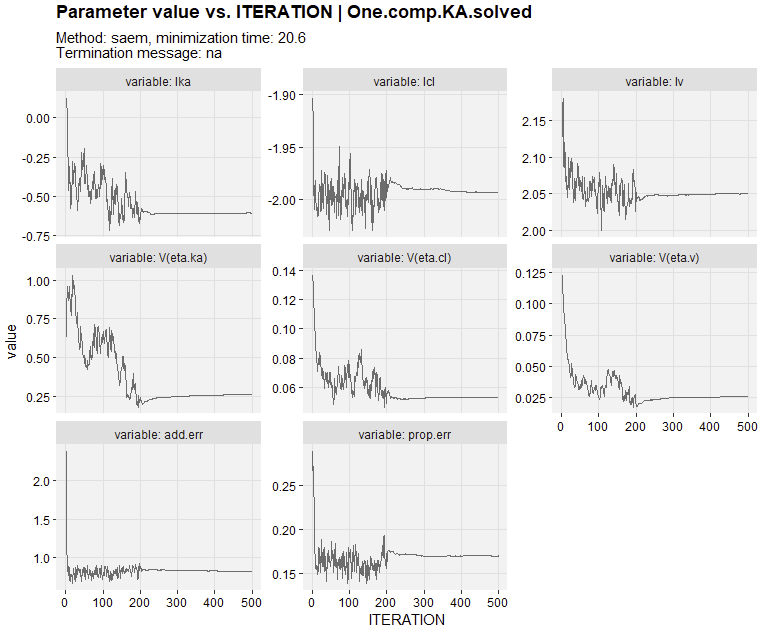 Parameter value vs. ITERATION | One.comp.KA.solved
Method: saem, minimization time: 20.6
Termination message: na
variable: lka
variable: lcl
variable: lv
0.00
-0.25
-0.50
-0.75
-1.90
-1.95
-2.00
2.15
2.10
2.05
2.00
variable: V(eta.ka)
variable: V(eta.cl)
variable: V(eta.v)
1.00
0.75
0.50
0.25
0.14
0.12
0.10
0.08
0.06
0.125
0.100
0.075
0.050
0.025
0 100 200 300 400 500
value
variable: add.err
variable: prop.err
2.0
1.5
1.0
0.25
0.20
0.15
0 100 200 300 400 500
0 100 200 300 400 500
ITERATION